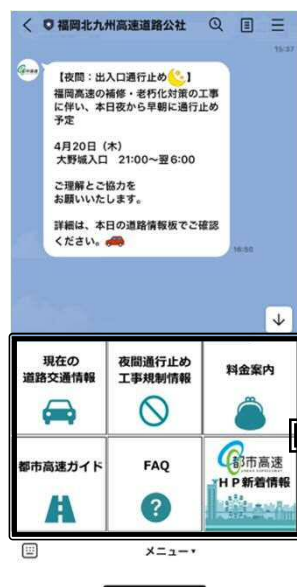 福岡北九州高速道路公社
15:37
【夜間：出入口通行止め🌜】
福岡高速の補修・老朽化対策の工事
に伴い、本日夜から早朝に通行止め
予定
4月20日（木）
大野城入口 21:00～翌6:00
ご理解とご協力を
お願いいたします。
詳細は、本日の道路情報板でご確認
ください。🚗
16:50
現在の
道路交通情報
夜間通行止め
工事規制情報
料金案内
都市高速ガイド
FAQ
?
都市高速
ＨＰ新着情報
メニュー▾